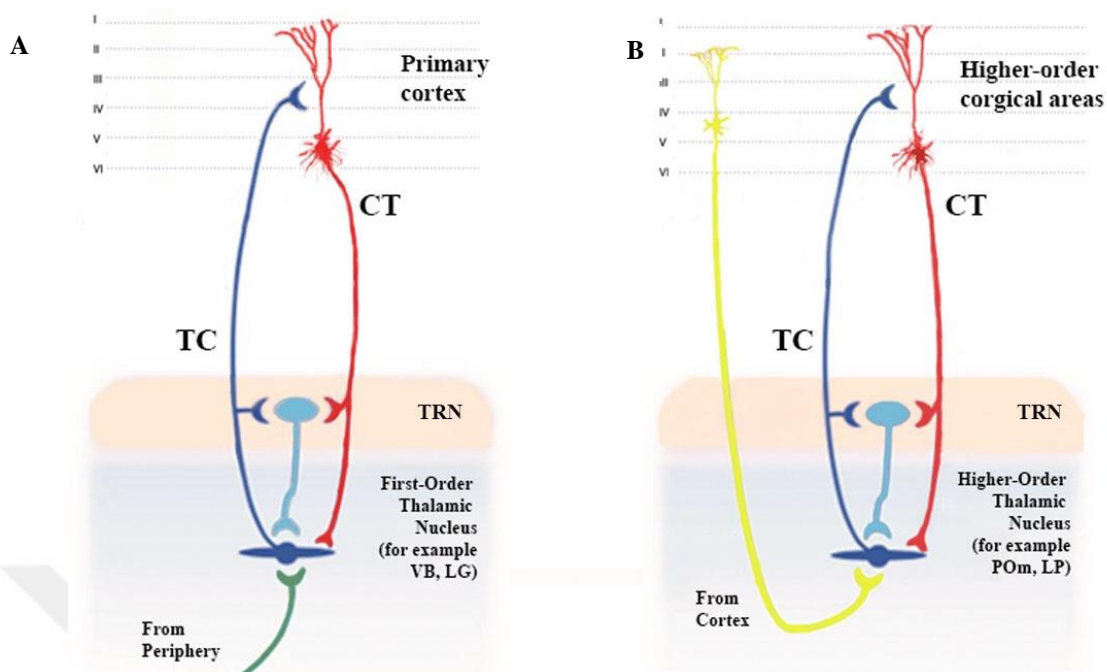 A
I
II
III
IV
V
VI
Primary
cortex
CT
TC
TRN
First-Order
Thalamic
Nucleus
(for example
VB, LG)
From
Periphery
B
I
III
IV
V
VI
Higher-order
corgical areas
CT
TC
TRN
Higher-Order
Thalamic
Nucleus
(for example
POm, LP)
From
Cortex